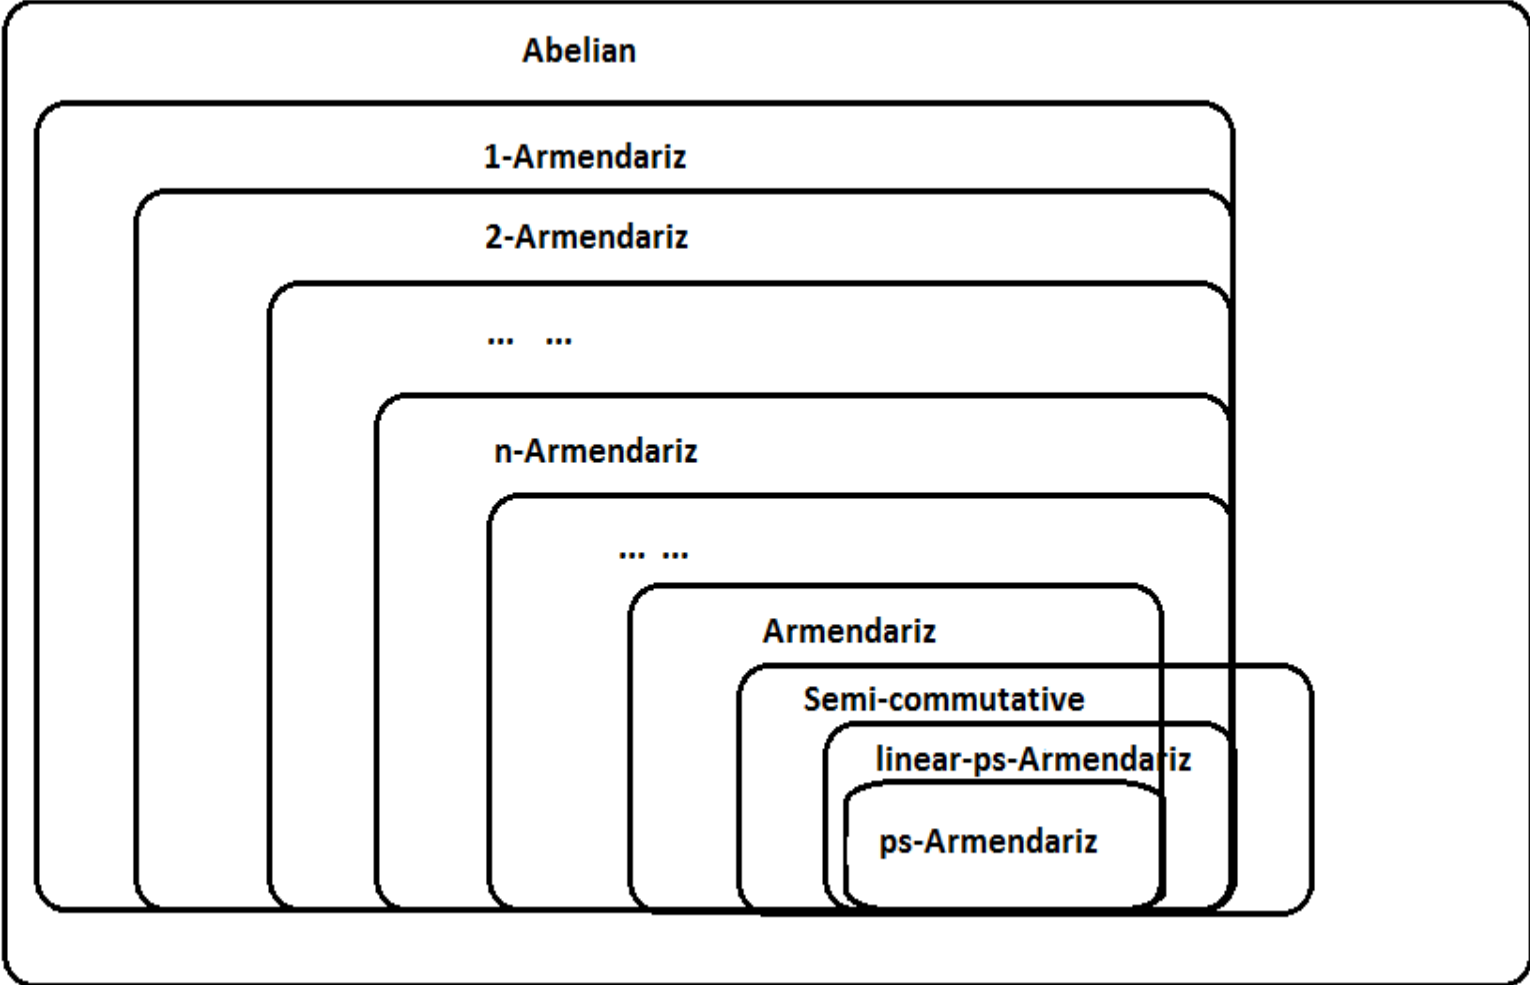 Abelian
1-Armendariz
2-Armendariz
... ...
n-Armendariz
... ...
Armendariz
Semi-commutative
linear-ps-Armendariz
ps-Armendariz